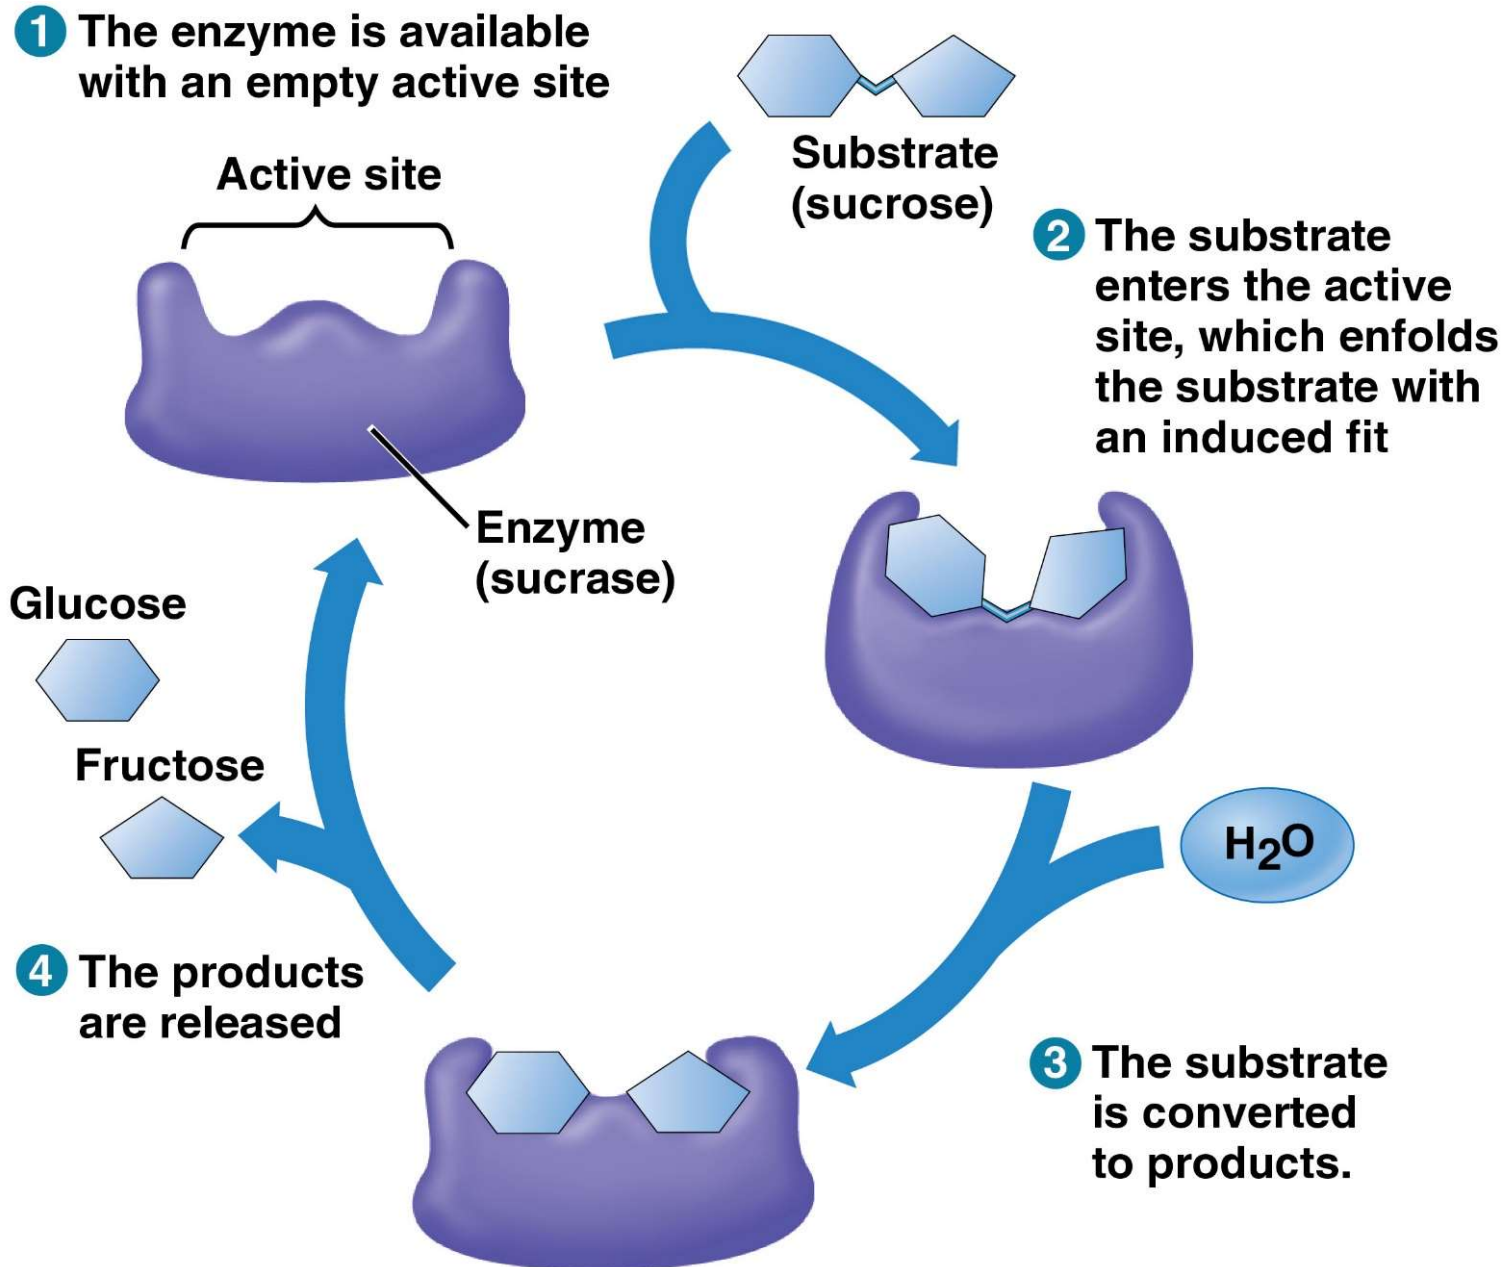 1 The enzyme is available
with an empty active site
Active site
Substrate
(sucrose)
2 The substrate
enters the active
site, which enfolds
the substrate with
an induced fit
Enzyme
(sucrase)
Glucose
Fructose
H₂O
4 The products
are released
3 The substrate
is converted
to products.